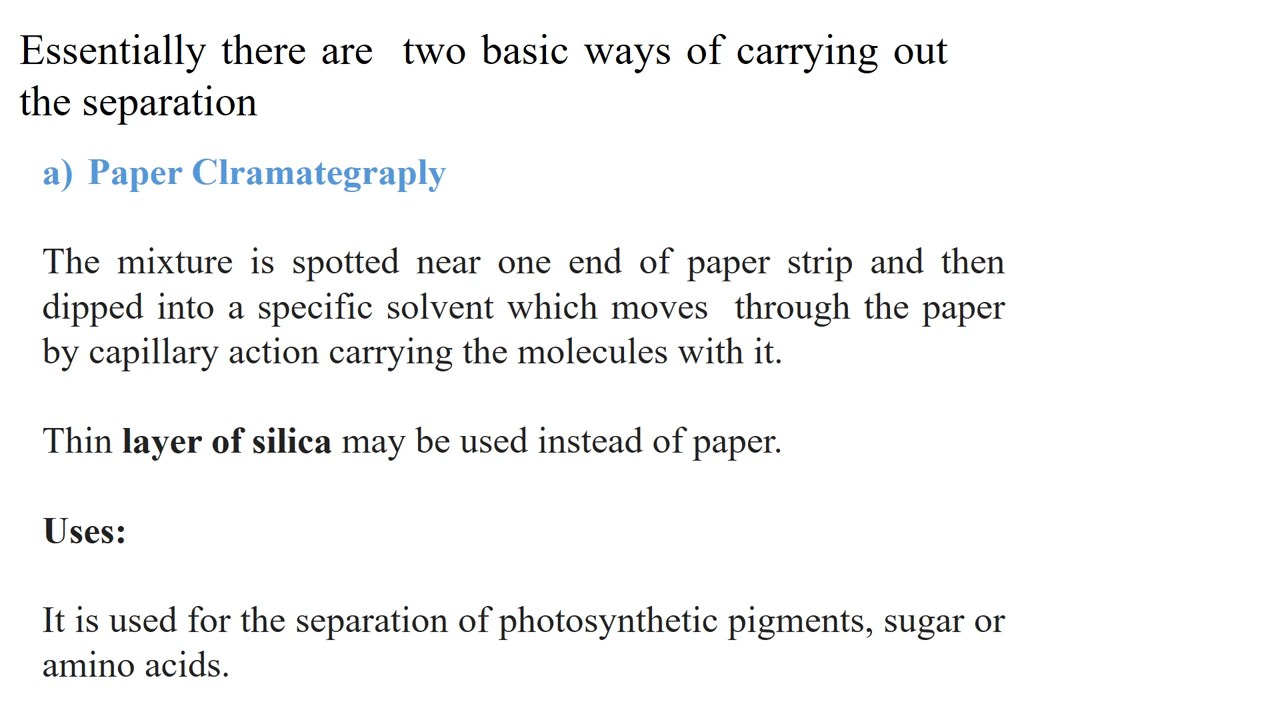 Essentially there are two basic ways of carrying out
the separation
a) Paper Clramategraply
The mixture is spotted near one end of paper strip and then
dipped into a specific solvent which moves through the paper
by capillary action carrying the molecules with it.
Thin layer of silica may be used instead of paper.
Uses:
It is used for the separation of photosynthetic pigments, sugar or
amino acids.